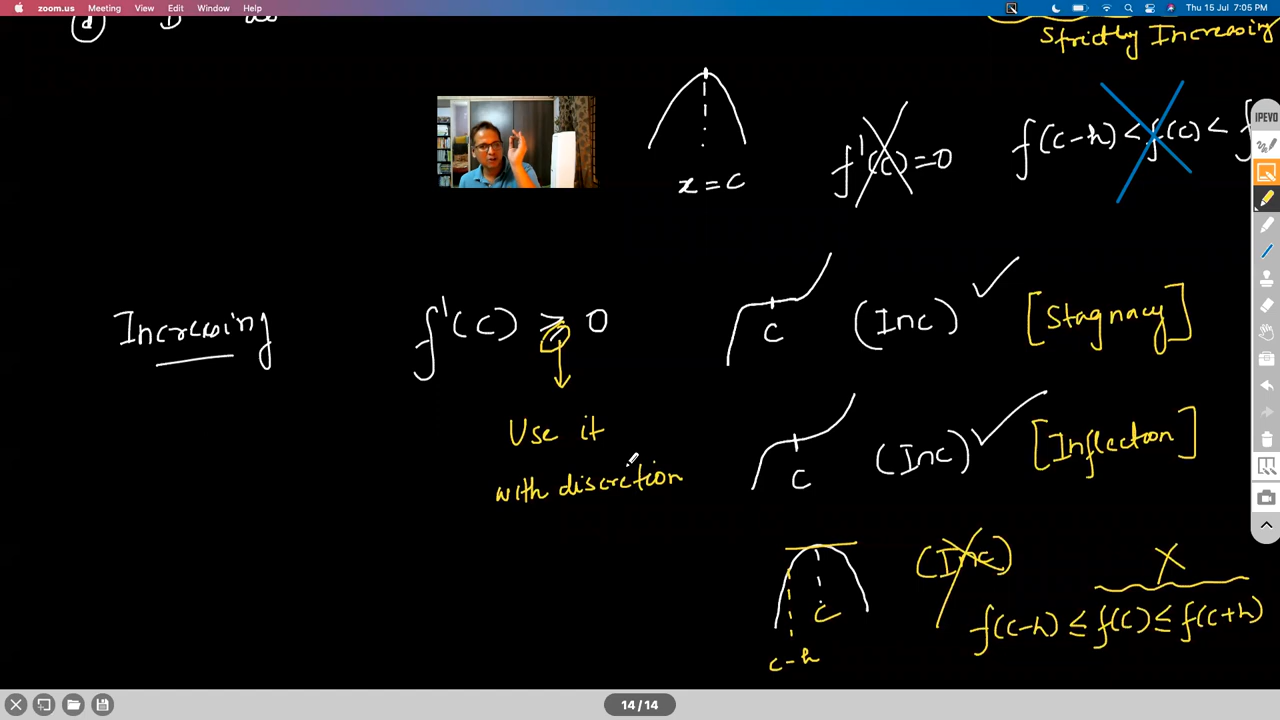 zoom.us Meeting View Edit Window Help Thu 15 Jul 7:05 PM
(d)
Strictly Increasing
f(c-h) < f(c) <
f'(c)=0
x=c
Increasing f'(c) ≥ 0
C (Inc) ✓ [Stagnacy]
Use it
with discretion
C (Inc) ✓ [Inflection]
(Inc) X
C
f(c-h) ≤ f(c) ≤ f(c+h)
c-h
IPEVO
14/14